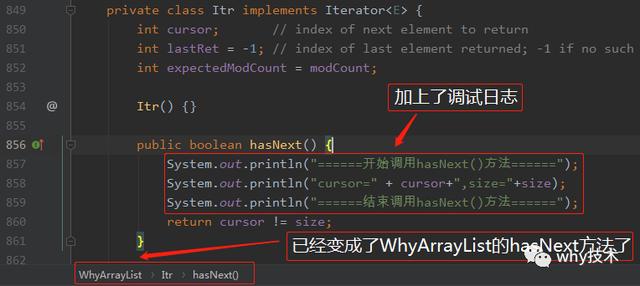 849 private class Itr implements Iterator<E> {
850 int cursor; // index of next element to return
851 int lastRet = -1; // index of last element returned; -1 if no such
852 int expectedModCount = modCount;
853
854 @ Itr() {}
855 加上了调试日志
856 public boolean hasNext() {
857 System.out.println("======开始调用hasNext()方法======");
858 System.out.println("cursor=" + cursor+",size="+size);
859 System.out.println("======结束调用hasNext()方法======");
860 return cursor != size;
861 } 已经变成了WhyArrayList的hasNext方法了
862
why技术
WhyArrayList › Itr › hasNext()